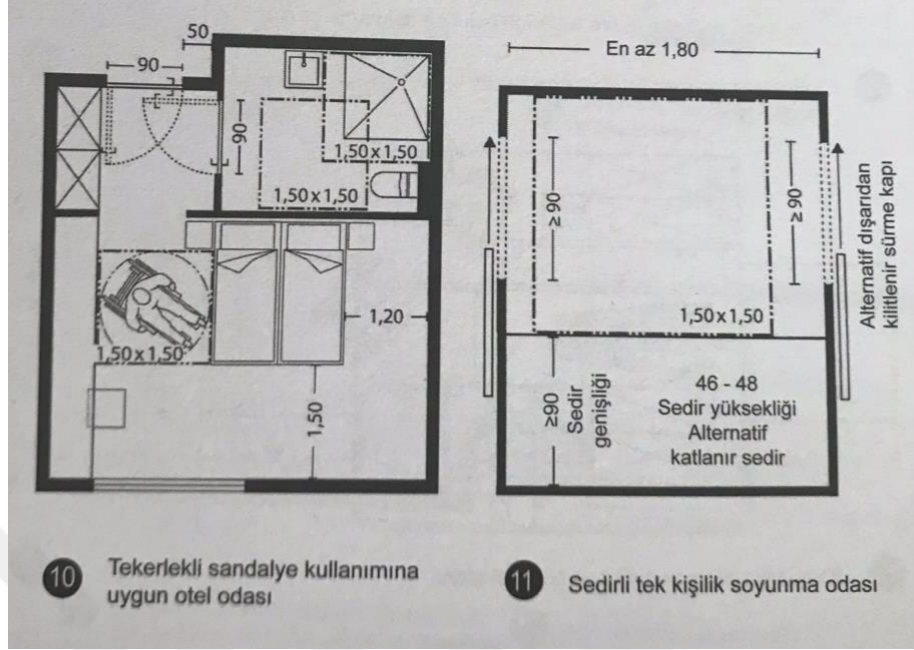 50
90
90
1,50x1,50
1,50x1,50
1,20
1,50x1,50
1,50
10
Tekerlekli sandalye kullanımına
uygun otel odası
En az 1,80
≥90
≥90
1,50x1,50
Alternatif dışarıdan
kilitlenir sürme kapı
≥90
Sedir
genişliği
46 - 48
Sedir yüksekliği
Alternatif
katlanır sedir
11
Sedirli tek kişilik soyunma odası